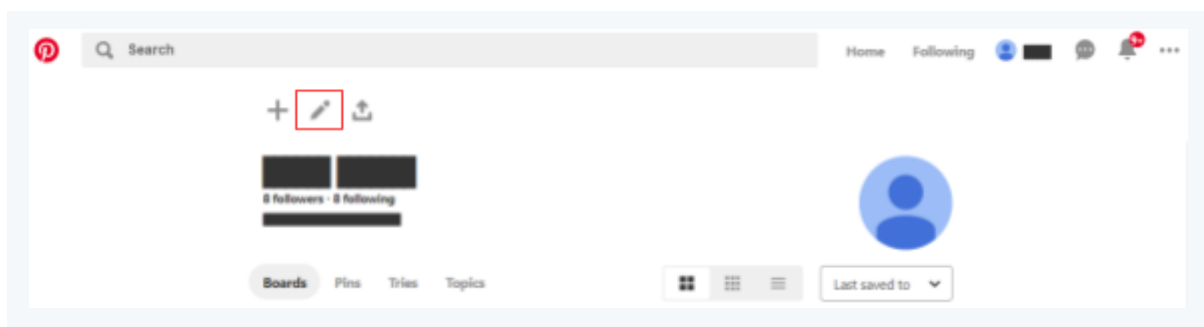 Search Home Following 9+
8 followers · 8 following
Boards Pins Tries Topics Last saved to